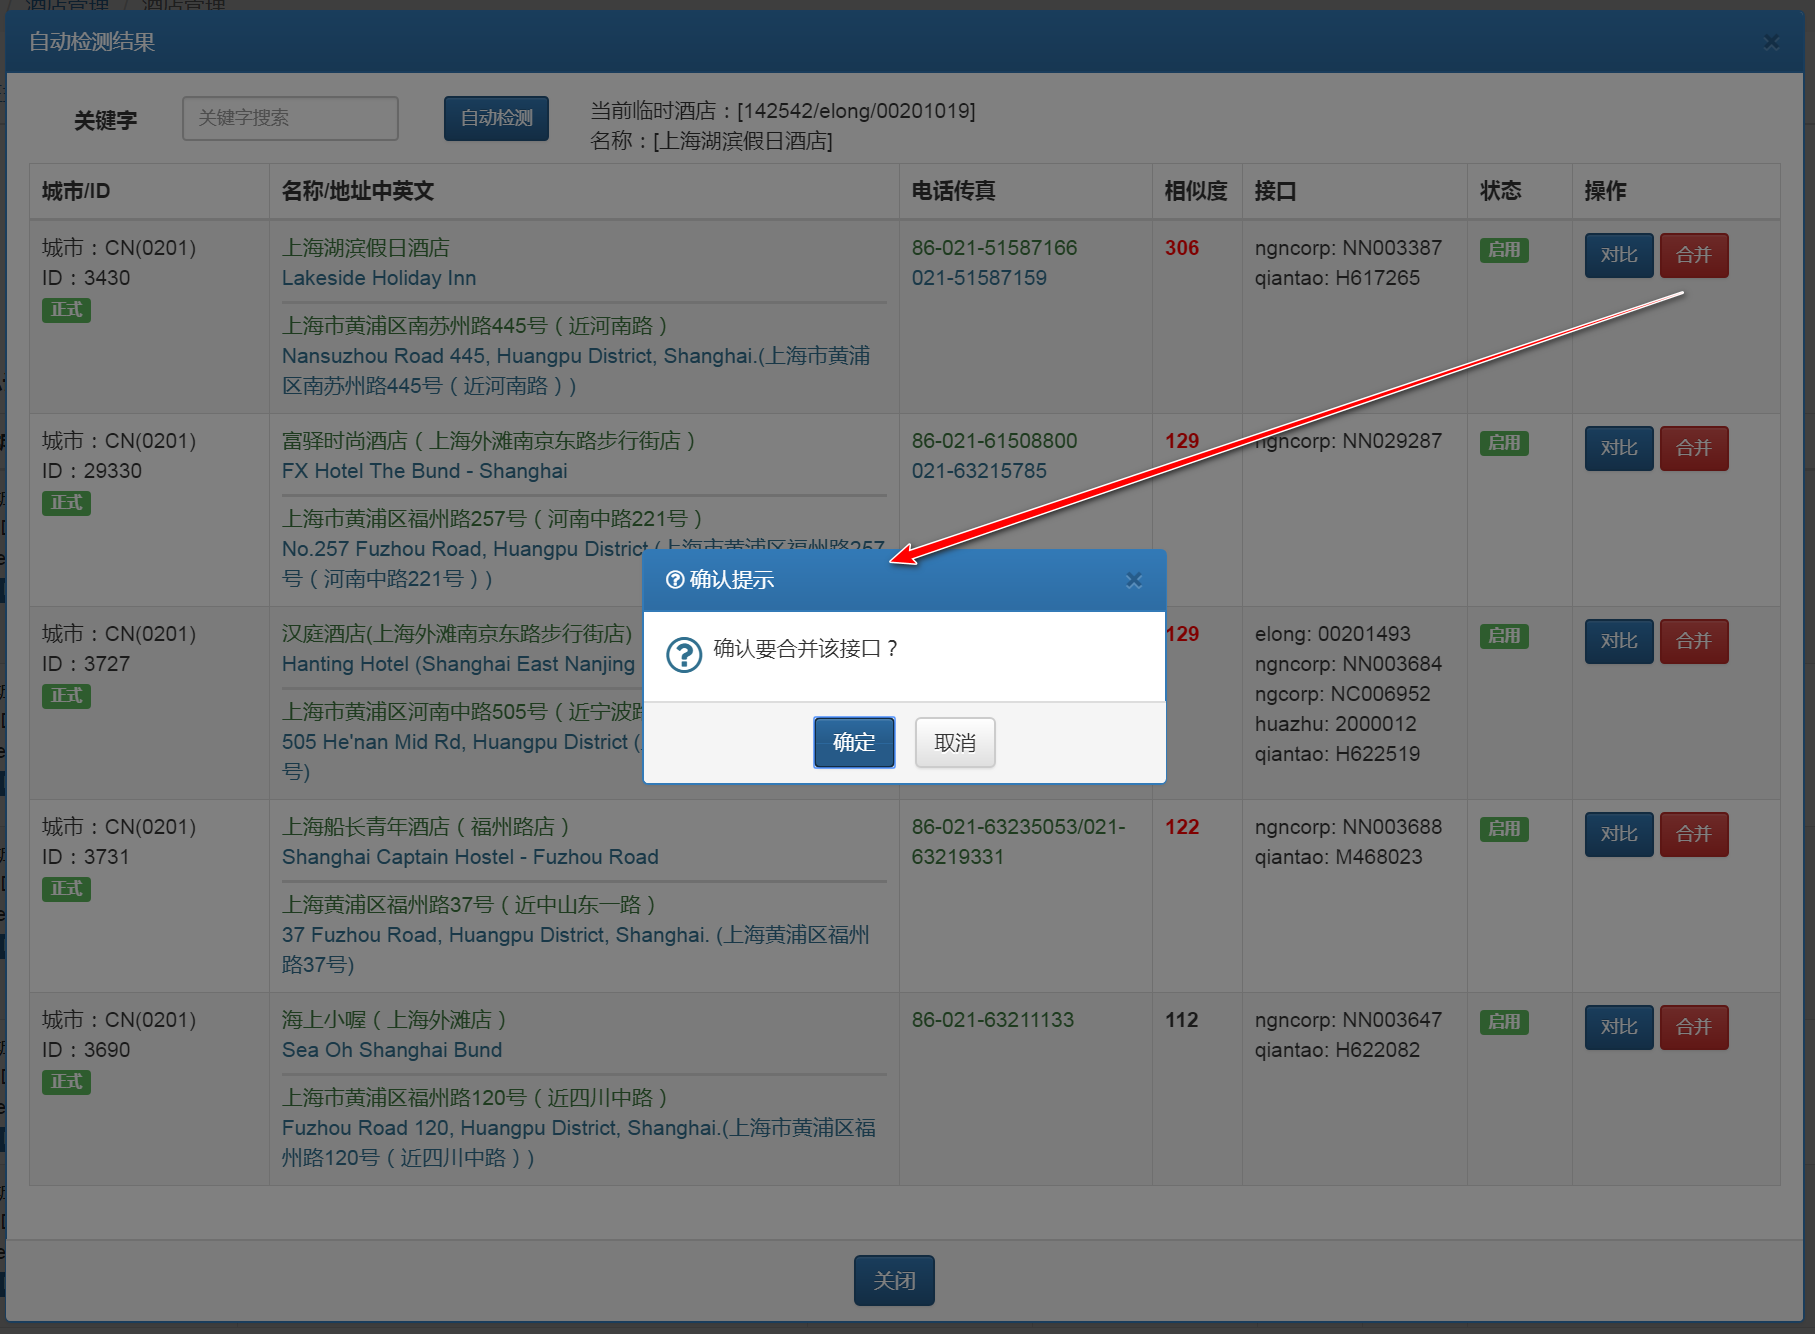 酒店管理 / 酒店管理
自动检测结果
关键字
关键字搜索
自动检测
当前临时酒店：[142542/elong/00201019]
名称：[上海湖滨假日酒店]
城市/ID
名称/地址中英文
电话传真
相似度
接口
状态
操作
城市：CN(0201)
ID：3430
正式
上海湖滨假日酒店
Lakeside Holiday Inn
上海市黄浦区南苏州路445号（近河南路）
Nansuzhou Road 445, Huangpu District, Shanghai.(上海市黄浦
区南苏州路445号（近河南路）)
86-021-51587166
021-51587159
306
ngncorp: NN003387
qiantao: H617265
启用
对比
合并
城市：CN(0201)
ID：29330
正式
富驿时尚酒店（上海外滩南京东路步行街店）
FX Hotel The Bund - Shanghai
上海市黄浦区福州路257号（河南中路221号）
No.257 Fuzhou Road, Huangpu District (上海市黄浦区福州路257
号（河南中路221号）)
86-021-61508800
021-63215785
129
ngncorp: NN029287
启用
对比
合并
城市：CN(0201)
ID：3727
正式
汉庭酒店(上海外滩南京东路步行街店)
Hanting Hotel (Shanghai East Nanjing
上海市黄浦区河南中路505号（近宁波路
505 He'nan Mid Rd, Huangpu District (
号)
129
elong: 00201493
ngncorp: NN003684
ngcorp: NC006952
huazhu: 2000012
qiantao: H622519
启用
对比
合并
确认提示
确认要合并该接口？
确定
取消
城市：CN(0201)
ID：3731
正式
上海船长青年酒店（福州路店）
Shanghai Captain Hostel - Fuzhou Road
上海黄浦区福州路37号（近中山东一路）
37 Fuzhou Road, Huangpu District, Shanghai. (上海黄浦区福州
路37号)
86-021-63235053/021-
63219331
122
ngncorp: NN003688
qiantao: M468023
启用
对比
合并
城市：CN(0201)
ID：3690
正式
海上小喔（上海外滩店）
Sea Oh Shanghai Bund
上海市黄浦区福州路120号（近四川中路）
Fuzhou Road 120, Huangpu District, Shanghai.(上海市黄浦区福
州路120号（近四川中路）)
86-021-63211133
112
ngncorp: NN003647
qiantao: H622082
启用
对比
合并
关闭